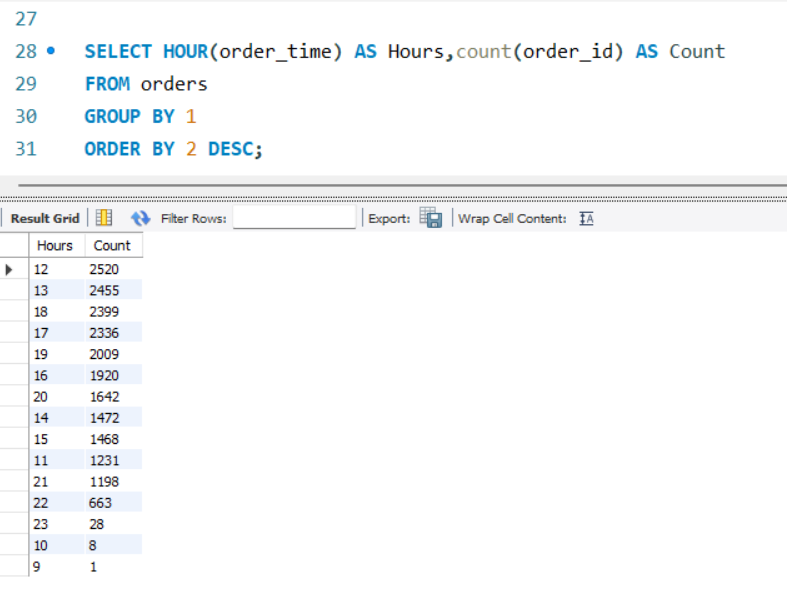 27
28 SELECT HOUR(order_time) AS Hours,count(order_id) AS Count
29 FROM orders
30 GROUP BY 1
31 ORDER BY 2 DESC;
Result Grid Filter Rows: Export: Wrap Cell Content: IA
Hours Count
12 2520
13 2455
18 2399
17 2336
19 2009
16 1920
20 1642
14 1472
15 1468
11 1231
21 1198
22 663
23 28
10 8
9 1